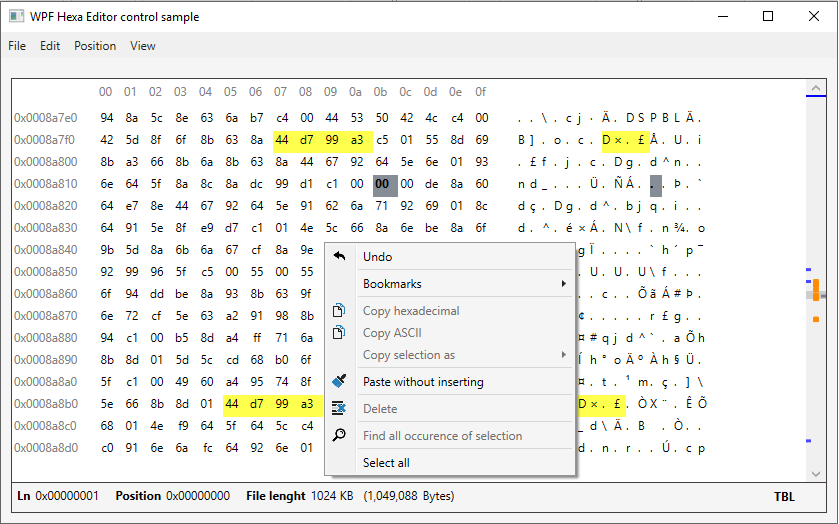 WPF Hexa Editor control sample
File Edit Position View
00 01 02 03 04 05 06 07 08 09 0a 0b 0c 0d 0e 0f
0x0008a7e0 94 8a 5c 8e 63 6a b7 c4 00 44 53 50 42 4c c4 00 . . \ . c j · Ä . D S P B L Ä .
0x0008a7f0 42 5d 8f 6f 8b 63 8a 44 d7 99 a3 c5 01 55 8d 69 B ] . o . c . D × . £ Å . U . i
0x0008a800 8b a3 66 8b 6a 8b 63 8a 44 67 92 64 5e 6e 01 93 . £ f . j . c . D g . d ^ n . .
0x0008a810 6e 64 5f 8a 8c 8a dc 99 d1 c1 00 00 00 de 8a 60 n d _ . . . Ü . Ñ Á . . . Þ . `
0x0008a820 64 e7 8e 44 67 92 64 5e 91 62 6a 71 92 69 01 8c d ç . D g . d ^ . b j q . i . .
0x0008a830 64 91 5e 8f e9 d7 c1 01 4e 5c 66 8a 6e be 8a 6f d . ^ . é × Á . N \ f . n ¾ . o
0x0008a840 9b 5d 8a 6b 6a 67 cf 8a 9e g Ï . . . . ` h ´ p ¯
0x0008a850 92 99 96 5f c5 00 55 00 55 . U . U . U \ f . . .
0x0008a860 6f 94 dd be 8a 93 8b 63 9f . . c . . Õ ã Á # Þ .
0x0008a870 6e 72 cf 5e 63 a2 91 98 8b ¢ . . . . . r £ g . .
0x0008a880 94 c1 00 b5 8d a4 ff 71 6a ¤ # q j d ^ ` . a Õ h
0x0008a890 8b 8d 01 5d 5c cd 68 b0 6f Í h ° o Ä ° À h § Ü .
0x0008a8a0 5f c1 00 49 60 a4 95 74 8f ¤ . t . ¹ m . ç . ] \
0x0008a8b0 5e 66 8b 8d 01 44 d7 99 a3 D × . £ . Ò X ¨ . Ê Õ
0x0008a8c0 68 01 4e f9 64 5f 64 5c c4 _ d \ Ä . B . Ò . .
0x0008a8d0 c0 91 6e 6a fc 64 92 6e 01 . d . n . r . . Ú . c p
Undo
Bookmarks
Copy hexadecimal
Copy ASCII
Copy selection as
Paste without inserting
Delete
Find all occurence of selection
Select all
Ln 0x00000001 Position 0x00000000 File lenght 1024 KB (1,049,088 Bytes) TBL